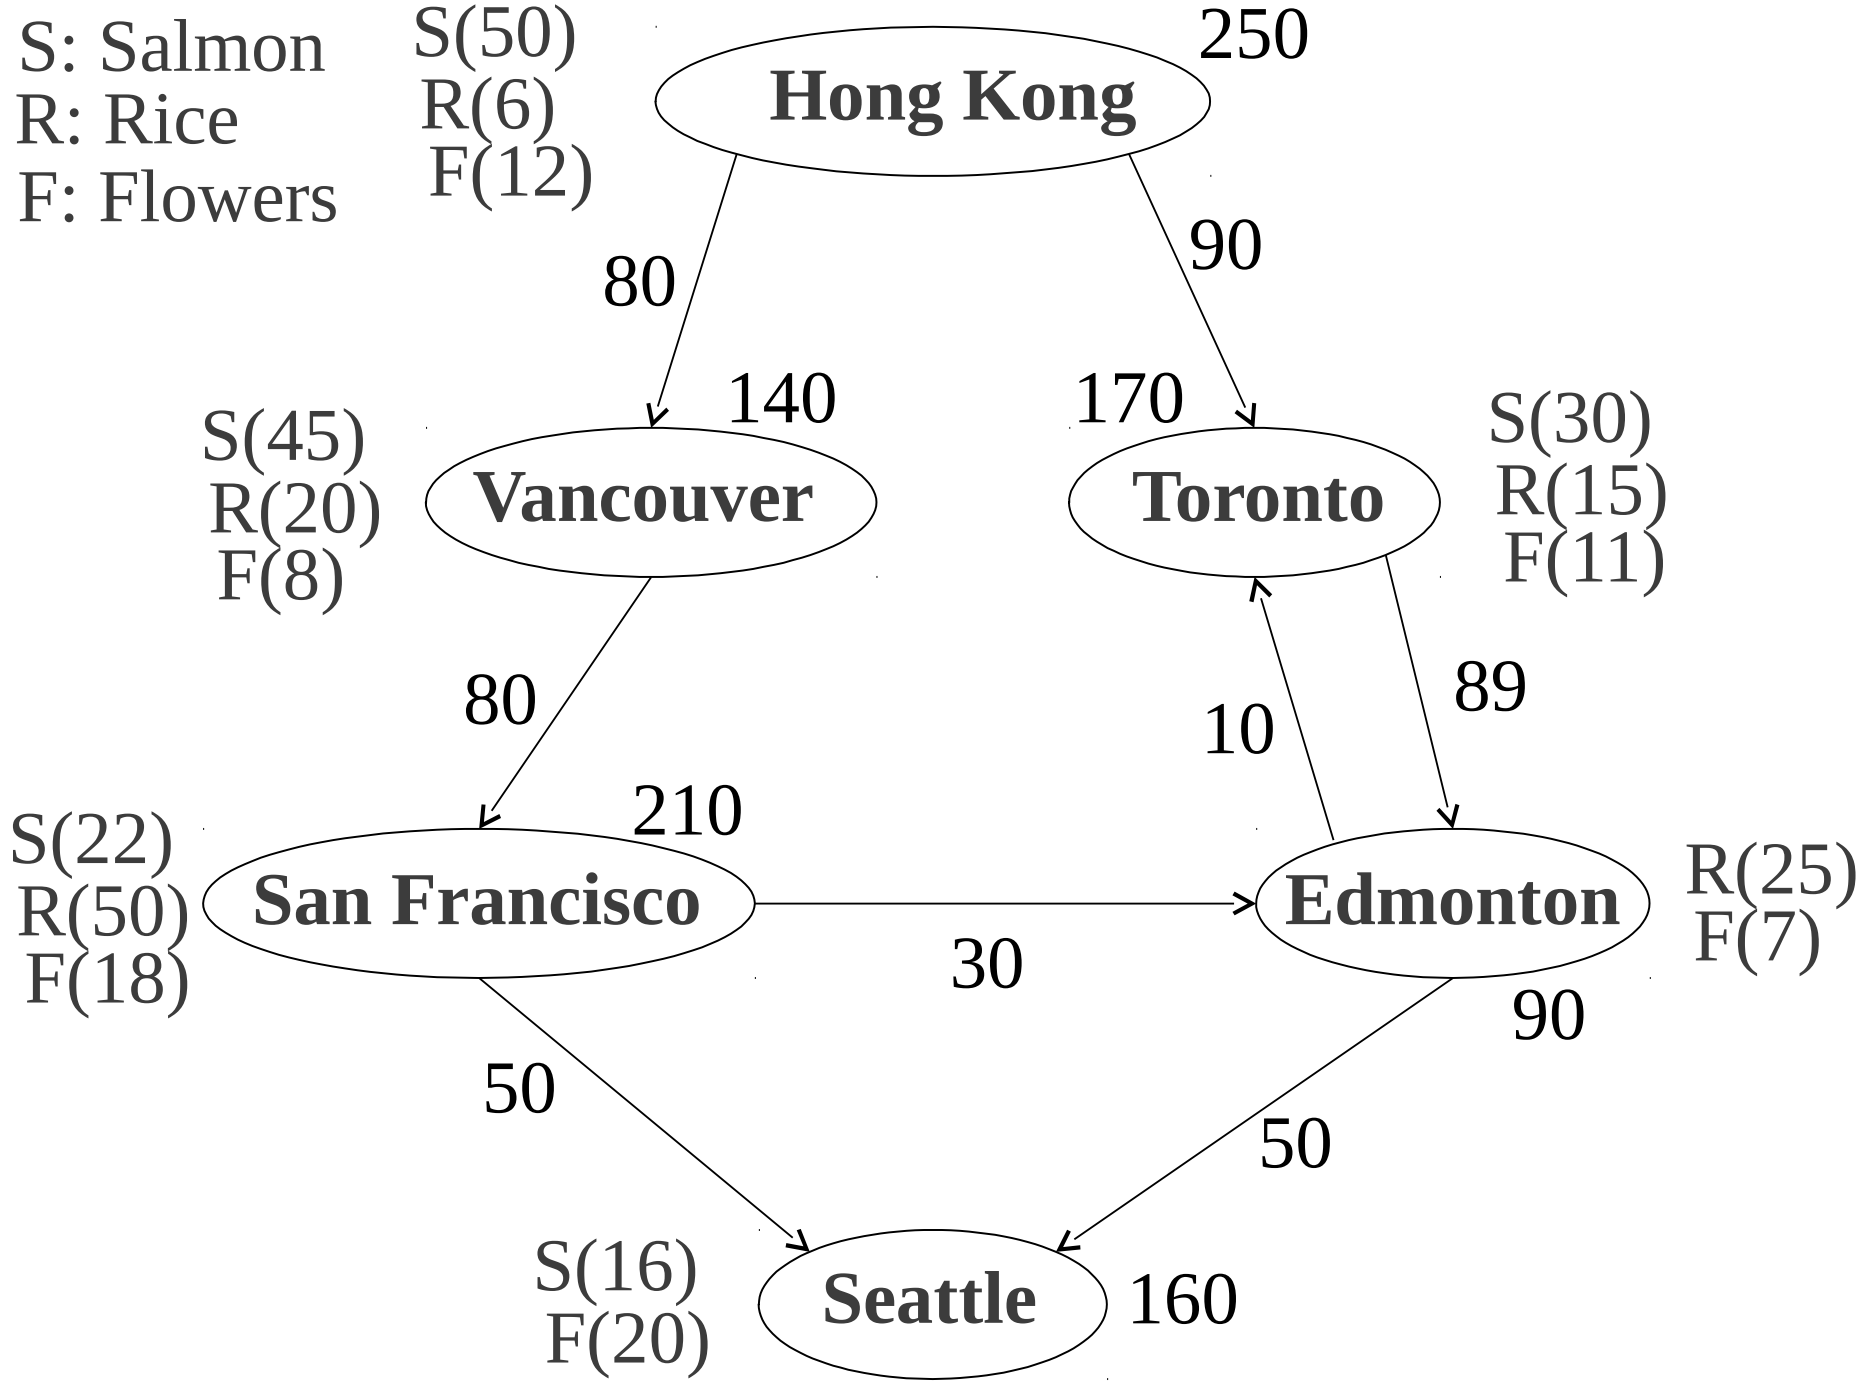 S: Salmon
R: Rice
F: Flowers
S(50)
R(6)
F(12)
250
Hong Kong
80
90
140
170
S(45)
R(20)
F(8)
Vancouver
Toronto
S(30)
R(15)
F(11)
80
10
89
210
S(22)
R(50)
F(18)
San Francisco
30
Edmonton
R(25)
F(7)
90
50
50
S(16)
F(20)
Seattle
160